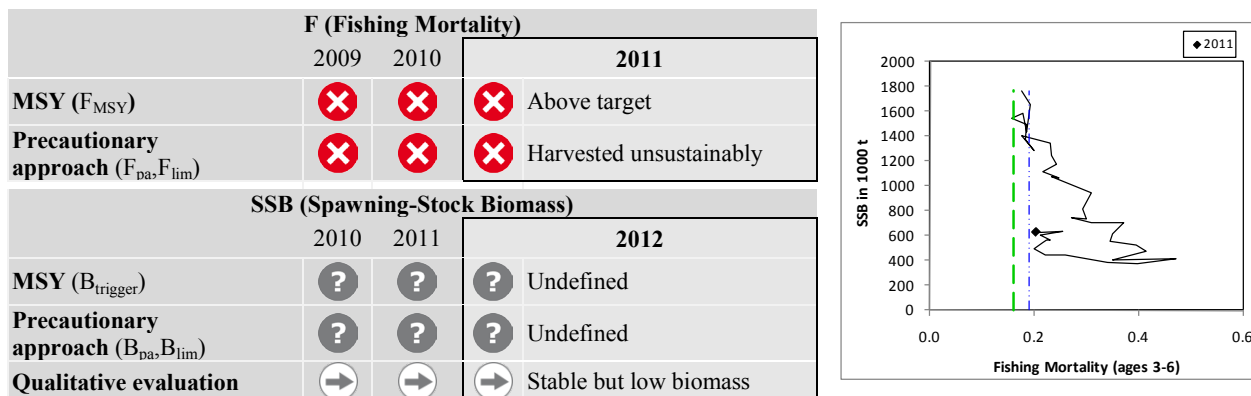 F (Fishing Mortality)
2009 2010 2011
MSY (FMSY) Above target
Precautionary
approach (Fpa,Flim) Harvested unsustainably
SSB (Spawning-Stock Biomass)
2010 2011 2012
MSY (Btrigger) ? ? ? Undefined
Precautionary
approach (Bpa,Blim) ? ? ? Undefined
Qualitative evaluation Stable but low biomass
2011
2000
1800
1600
1400
1200
1000
800
600
400
200
0
SSB in 1000 t
0.0 0.2 0.4 0.6
Fishing Mortality (ages 3-6)